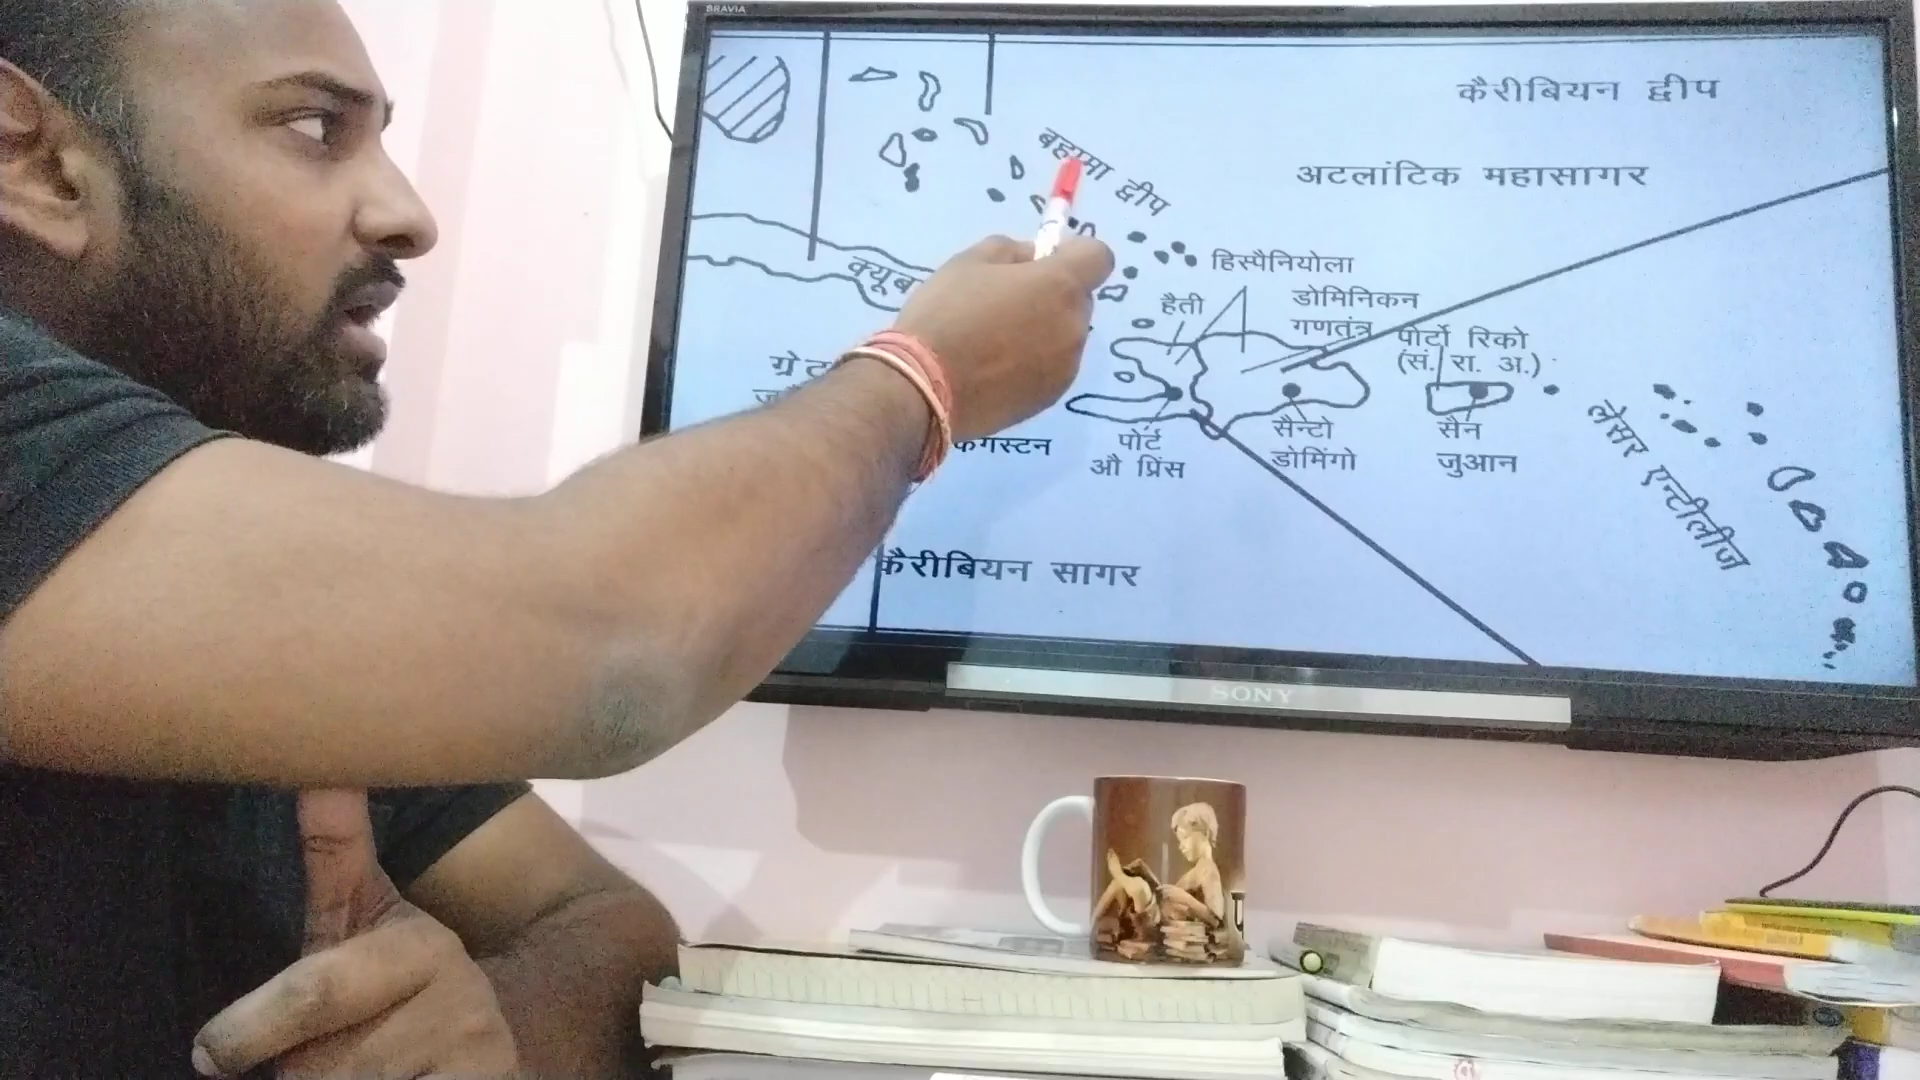 BRAVIA
कैरीबियन द्वीप
बहामा द्वीप
अटलांटिक महासागर
हिस्पैनियोला
हैती
डोमिनिकन
गणतंत्र
पोर्टो रिको
(सं. रा. अ.)
पोर्ट
औ प्रिंस
सैन्टो
डोमिंगो
सैन
जुआन
लेसर एन्टीलीज
कैरीबियन सागर
SONY